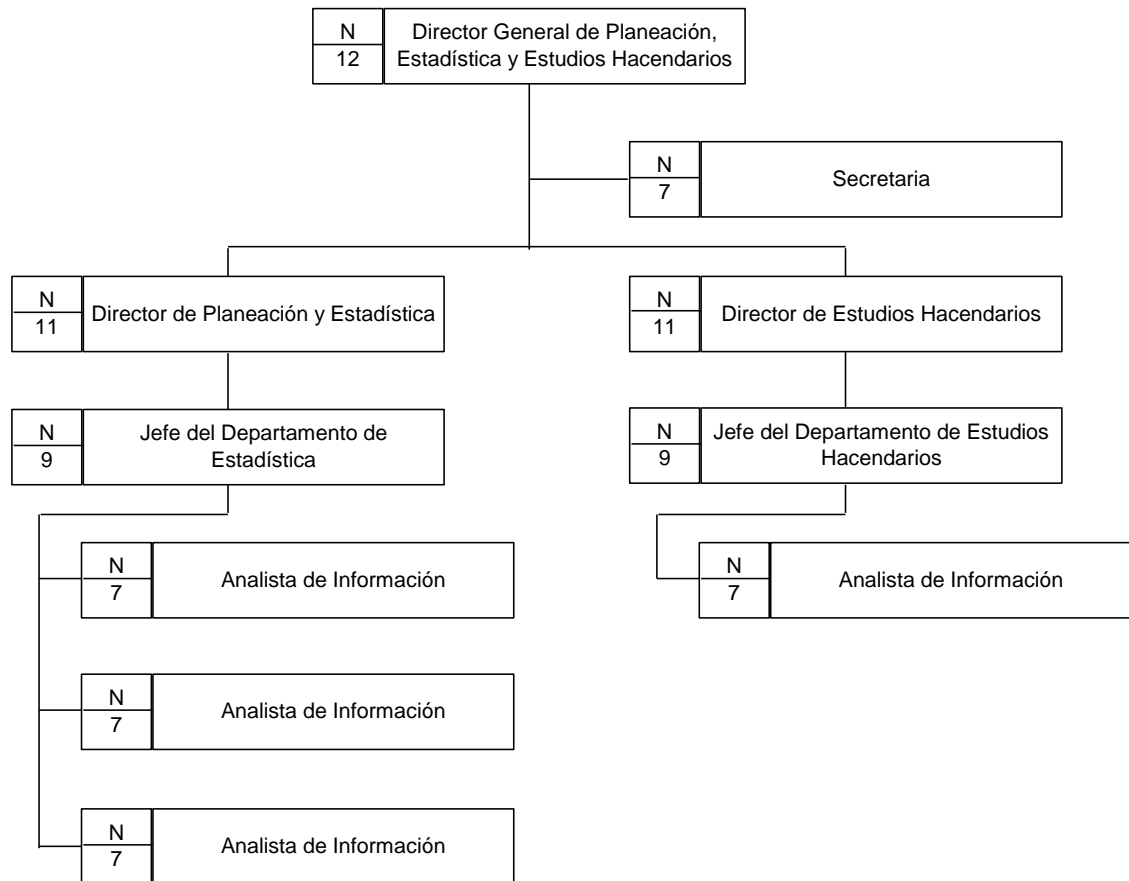 N
12
Director General de Planeación,
Estadística y Estudios Hacendarios
N
7
Secretaria
N
11
Director de Planeación y Estadística
N
11
Director de Estudios Hacendarios
N
9
Jefe del Departamento de
Estadística
N
9
Jefe del Departamento de Estudios
Hacendarios
N
7
Analista de Información
N
7
Analista de Información
N
7
Analista de Información
N
7
Analista de Información